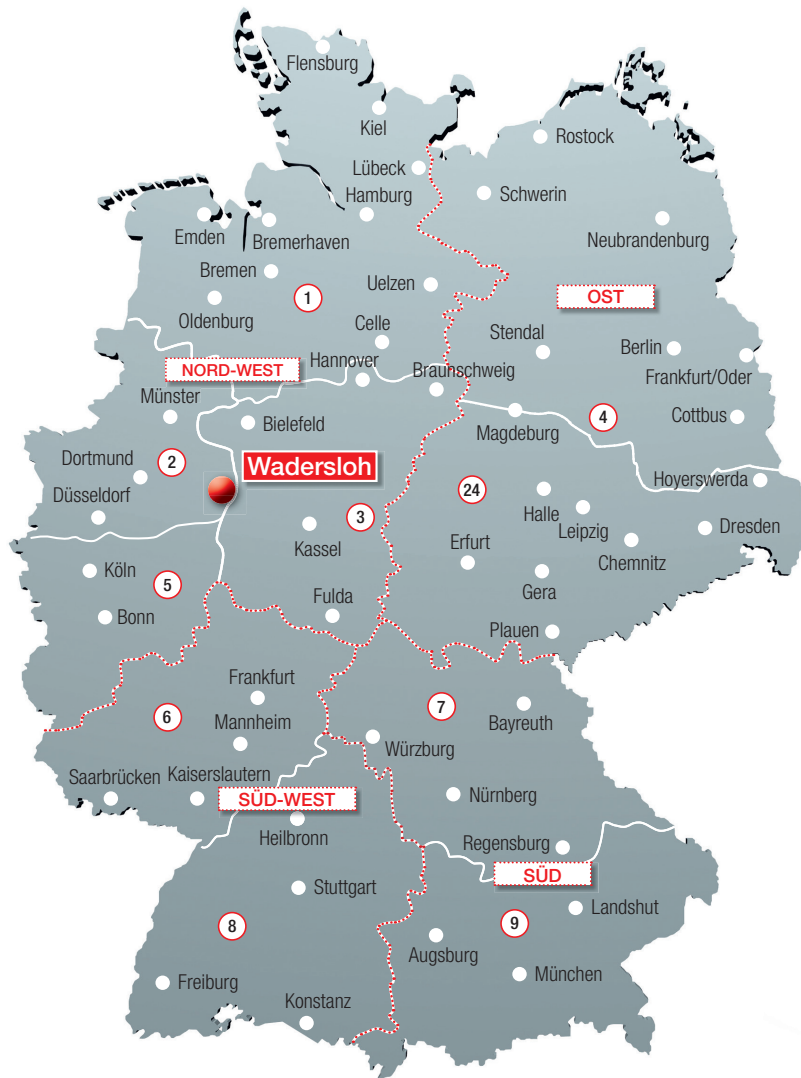 Flensburg
Kiel
Rostock
Lübeck
Schwerin
Hamburg
Emden
Bremerhaven
Neubrandenburg
Bremen
Uelzen
1
OST
Oldenburg
Celle
Stendal
Berlin
NORD-WEST
Hannover
Braunschweig
Frankfurt/Oder
Münster
Bielefeld
Magdeburg
4
Cottbus
Dortmund
2
Wadersloh
Hoyerswerda
24
Düsseldorf
3
Halle
Leipzig
Dresden
Kassel
Erfurt
Chemnitz
Köln
5
Gera
Bonn
Fulda
Plauen
Frankfurt
6
7
Bayreuth
Mannheim
Würzburg
Saarbrücken
Kaiserslautern
SÜD-WEST
Nürnberg
Heilbronn
Regensburg
SÜD
Stuttgart
Landshut
8
9
Augsburg
Freiburg
München
Konstanz